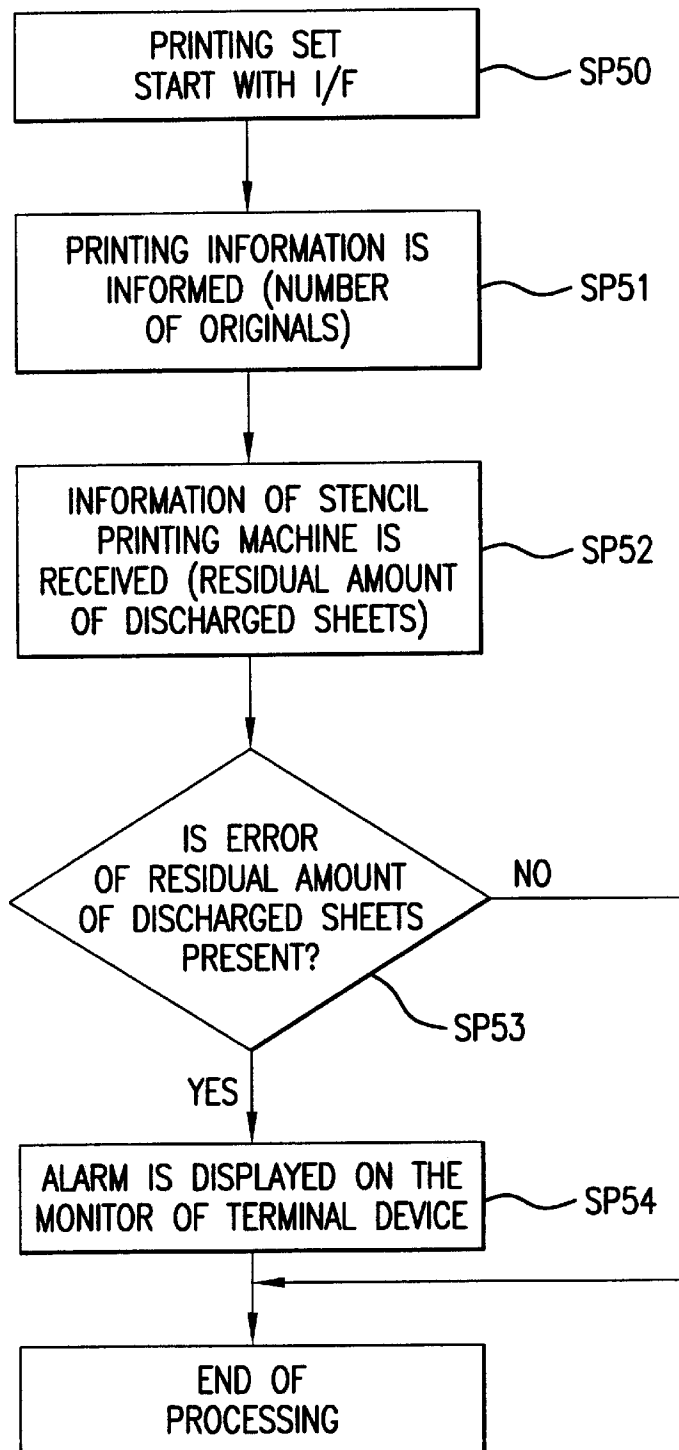 PRINTING SET
START WITH I/F
SP50
PRINTING INFORMATION IS
INFORMED (NUMBER
OF ORIGINALS)
SP51
INFORMATION OF STENCIL
PRINTING MACHINE IS
RECEIVED (RESIDUAL AMOUNT
OF DISCHARGED SHEETS)
SP52
IS ERROR
OF RESIDUAL AMOUNT
OF DISCHARGED SHEETS
PRESENT?
NO
SP53
YES
ALARM IS DISPLAYED ON THE
MONITOR OF TERMINAL DEVICE
SP54
END OF
PROCESSING